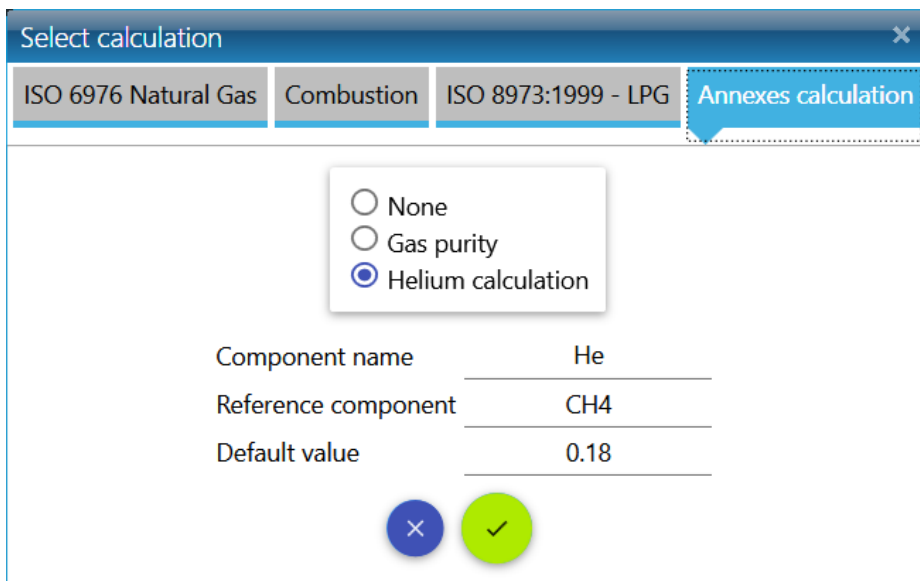 Select calculation
ISO 6976 Natural Gas Combustion ISO 8973:1999 - LPG Annexes calculation
None
Gas purity
Helium calculation
Component name He
Reference component CH4
Default value 0.18